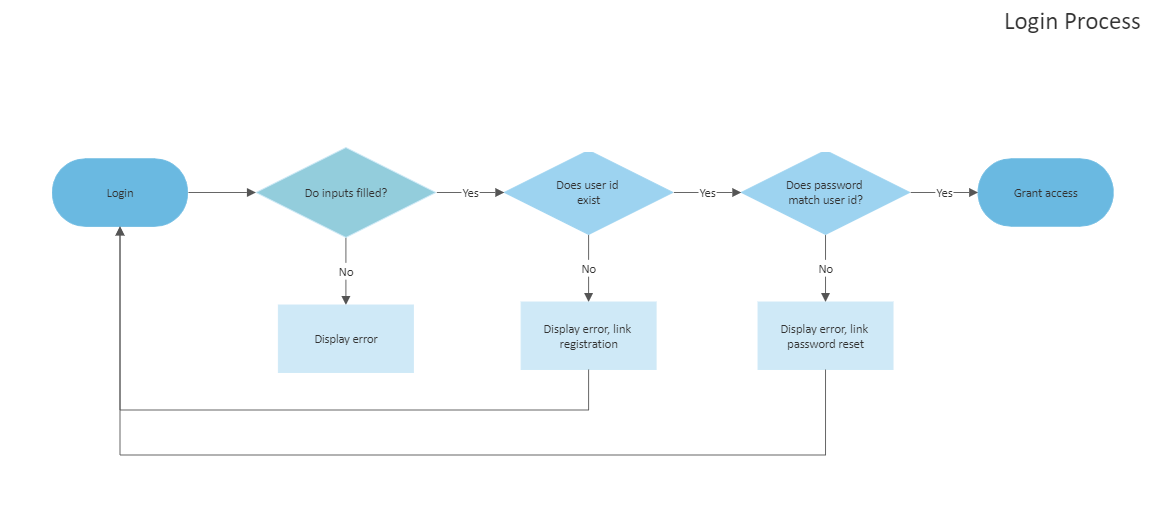 Login Process
Login
Do inputs filled?
Yes
Does user id
exist
Yes
Does password
match user id?
Yes
Grant access
No
No
No
Display error
Display error, link
registration
Display error, link
password reset